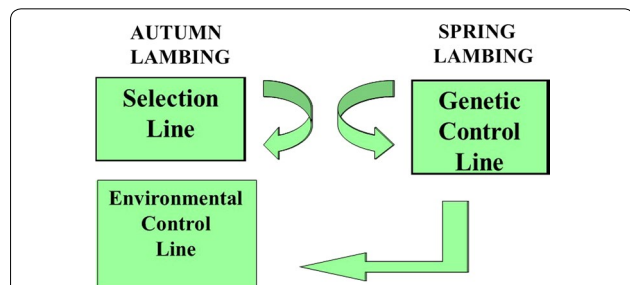 AUTUMN
LAMBING
SPRING
LAMBING
Selection
Line
Genetic
Control
Line
Environmental
Control
Line